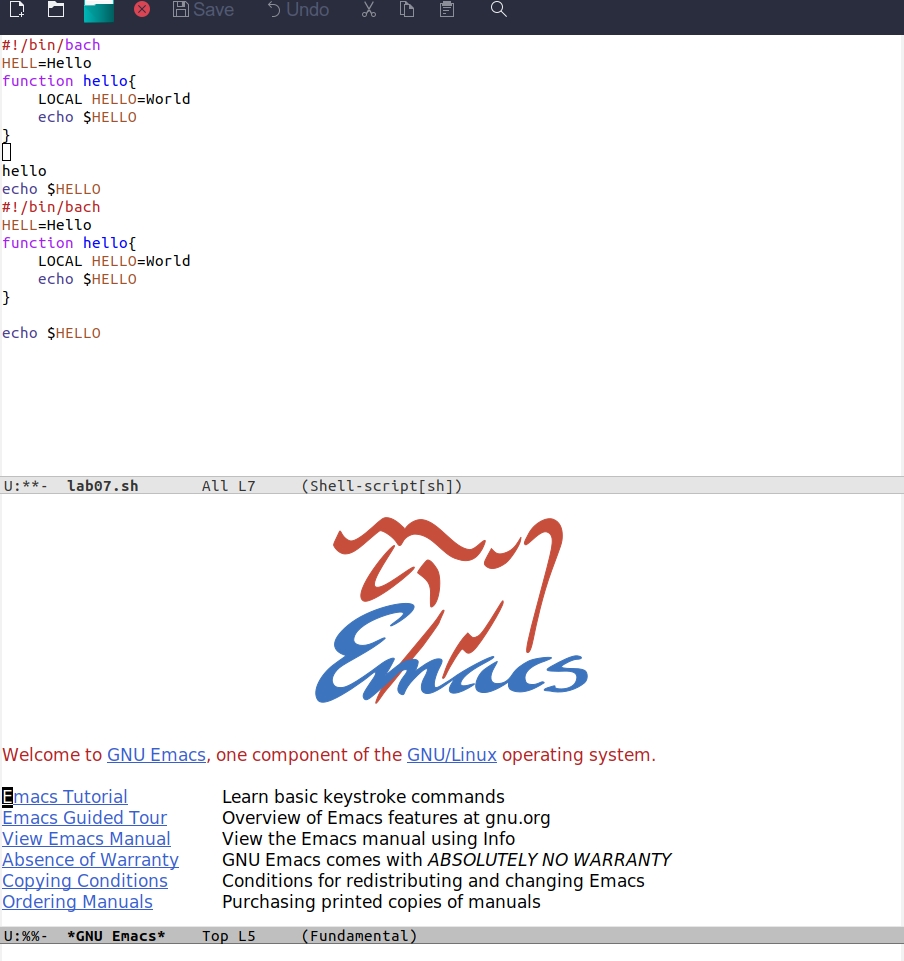 Save Undo
#!/bin/bach
HELL=Hello
function hello{
    LOCAL HELLO=World
    echo $HELLO
}
hello
echo $HELLO
#!/bin/bach
HELL=Hello
function hello{
    LOCAL HELLO=World
    echo $HELLO
}
echo $HELLO
U:**-  lab07.sh       All L7     (Shell-script[sh])
Emacs
Welcome to GNU Emacs, one component of the GNU/Linux operating system.
Emacs Tutorial Learn basic keystroke commands
Emacs Guided Tour Overview of Emacs features at gnu.org
View Emacs Manual View the Emacs manual using Info
Absence of Warranty GNU Emacs comes with ABSOLUTELY NO WARRANTY
Copying Conditions Conditions for redistributing and changing Emacs
Ordering Manuals Purchasing printed copies of manuals
U:%%-  *GNU Emacs*    Top L5     (Fundamental)